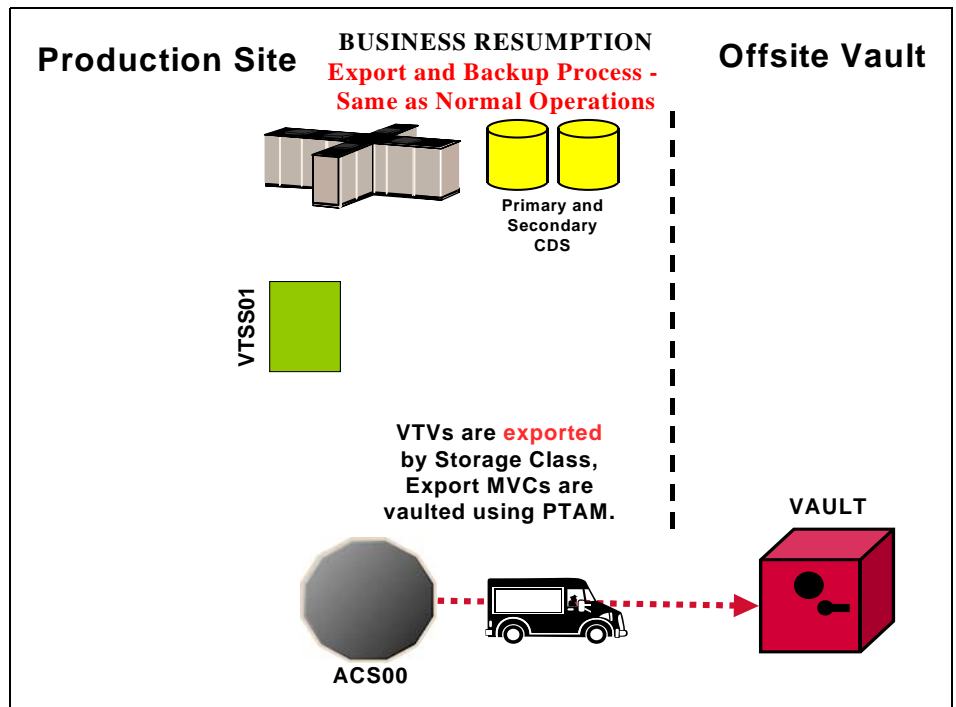 Production Site
BUSINESS RESUMPTION
Export and Backup Process -
Same as Normal Operations
Offsite Vault
Primary and
Secondary
CDS
VTSS01
VTVs are exported
by Storage Class,
Export MVCs are
vaulted using PTAM.
VAULT
ACS00